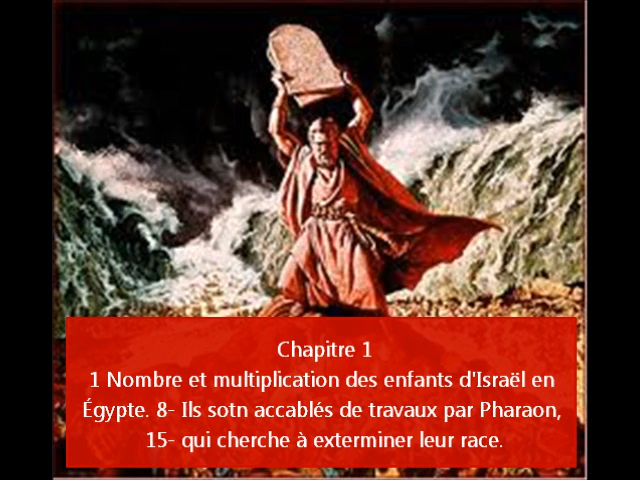 Chapitre 1
1 Nombre et multiplication des enfants d'Israël en
Égypte. 8- Ils sotn accablés de travaux par Pharaon,
15- qui cherche à exterminer leur race.